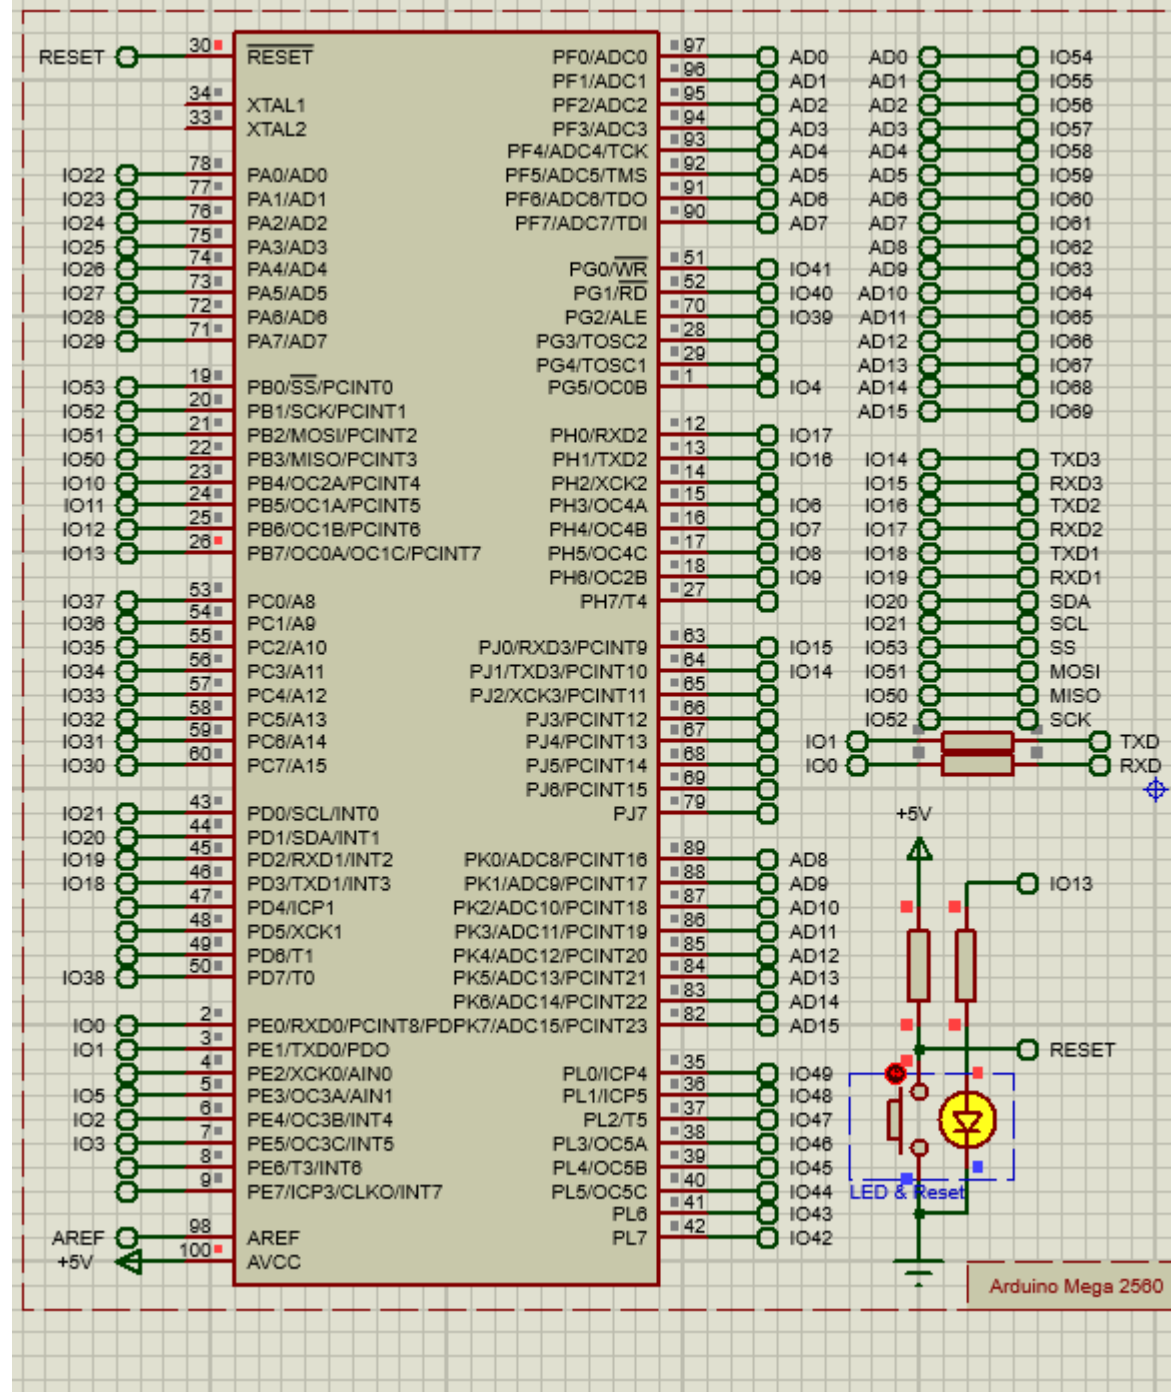 RESET 30 RESET PF0/ADC0 97 AD0 AD0 IO54
PF1/ADC1 96 AD1 AD1 IO55
34 XTAL1 PF2/ADC2 95 AD2 AD2 IO56
33 XTAL2 PF3/ADC3 94 AD3 AD3 IO57
PF4/ADC4/TCK 93 AD4 AD4 IO58
IO22 78 PA0/AD0 PF5/ADC5/TMS 92 AD5 AD5 IO59
IO23 77 PA1/AD1 PF6/ADC6/TDO 91 AD6 AD6 IO60
IO24 76 PA2/AD2 PF7/ADC7/TDI 90 AD7 AD7 IO61
IO25 75 PA3/AD3 AD8 IO62
IO26 74 PA4/AD4 PG0/WR 51 IO41 AD9 IO63
IO27 73 PA5/AD5 PG1/RD 52 IO40 AD10 IO64
IO28 72 PA6/AD6 PG2/ALE 70 IO39 AD11 IO65
IO29 71 PA7/AD7 PG3/TOSC2 28 AD12 IO66
PG4/TOSC1 29 AD13 IO67
IO53 19 PB0/SS/PCINT0 PG5/OC0B 1 IO4 AD14 IO68
IO52 20 PB1/SCK/PCINT1 AD15 IO69
IO51 21 PB2/MOSI/PCINT2 PH0/RXD2 12 IO17
IO50 22 PB3/MISO/PCINT3 PH1/TXD2 13 IO16 IO14 TXD3
IO10 23 PB4/OC2A/PCINT4 PH2/XCK2 14 IO15 RXD3
IO11 24 PB5/OC1A/PCINT5 PH3/OC4A 15 IO6 IO16 TXD2
IO12 25 PB6/OC1B/PCINT6 PH4/OC4B 16 IO7 IO17 RXD2
IO13 26 PB7/OC0A/OC1C/PCINT7 PH5/OC4C 17 IO8 IO18 TXD1
PH6/OC2B 18 IO9 IO19 RXD1
IO37 53 PC0/A8 PH7/T4 27 IO20 SDA
IO36 54 PC1/A9 IO21 SCL
IO35 55 PC2/A10 PJ0/RXD3/PCINT9 63 IO15 IO53 SS
IO34 56 PC3/A11 PJ1/TXD3/PCINT10 64 IO14 IO51 MOSI
IO33 57 PC4/A12 PJ2/XCK3/PCINT11 65 IO50 MISO
IO32 58 PC5/A13 PJ3/PCINT12 66 IO52 SCK
IO31 59 PC6/A14 PJ4/PCINT13 67 IO1 TXD
IO30 60 PC7/A15 PJ5/PCINT14 68 IO0 RXD
PJ6/PCINT15 69
IO21 43 PD0/SCL/INT0 PJ7 79 +5V
IO20 44 PD1/SDA/INT1
IO19 45 PD2/RXD1/INT2 PK0/ADC8/PCINT16 89 AD8
IO18 46 PD3/TXD1/INT3 PK1/ADC9/PCINT17 88 AD9 IO13
47 PD4/ICP1 PK2/ADC10/PCINT18 87 AD10
48 PD5/XCK1 PK3/ADC11/PCINT19 86 AD11
49 PD6/T1 PK4/ADC12/PCINT20 85 AD12
IO38 50 PD7/T0 PK5/ADC13/PCINT21 84 AD13
PK6/ADC14/PCINT22 83 AD14
IO0 2 PE0/RXD0/PCINT8/PDPK7/ADC15/PCINT23 82 AD15
IO1 3 PE1/TXD0/PDO RESET
4 PE2/XCK0/AIN0 PL0/ICP4 35 IO49
IO5 5 PE3/OC3A/AIN1 PL1/ICP5 36 IO48
IO2 6 PE4/OC3B/INT4 PL2/T5 37 IO47
IO3 7 PE5/OC3C/INT5 PL3/OC5A 38 IO46
8 PE6/T3/INT6 PL4/OC5B 39 IO45
9 PE7/ICP3/CLKO/INT7 PL5/OC5C 40 IO44 LED & Reset
PL6 41 IO43
AREF 98 AREF PL7 42 IO42
+5V 100 AVCC
Arduino Mega 2560